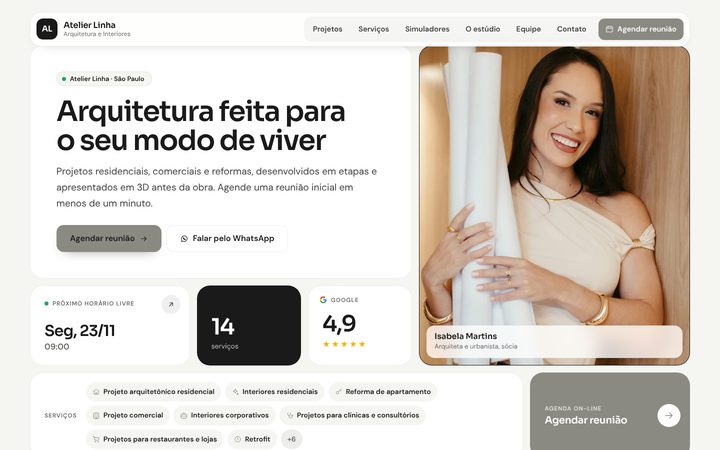 AL
Atelier Linha
Arquitetura e Interiores
Projetos
Serviços
Simuladores
O estúdio
Equipe
Contato
Agendar reunião
Atelier Linha · São Paulo
Arquitetura feita para
o seu modo de viver
Projetos residenciais, comerciais e reformas, desenvolvidos em etapas e
apresentados em 3D antes da obra. Agende uma reunião inicial em
menos de um minuto.
Agendar reunião →
Falar pelo WhatsApp
Isabela Martins
Arquiteta e urbanista, sócia
PRÓXIMO HORÁRIO LIVRE
Seg, 23/11
09:00
14
serviços
GOOGLE
4,9
★★★★★
SERVIÇOS
Projeto arquitetônico residencial
Interiores residenciais
Reforma de apartamento
Projeto comercial
Interiores corporativos
Projetos para clínicas e consultórios
Projetos para restaurantes e lojas
Retrofit
+6
AGENDA ON-LINE
Agendar reunião